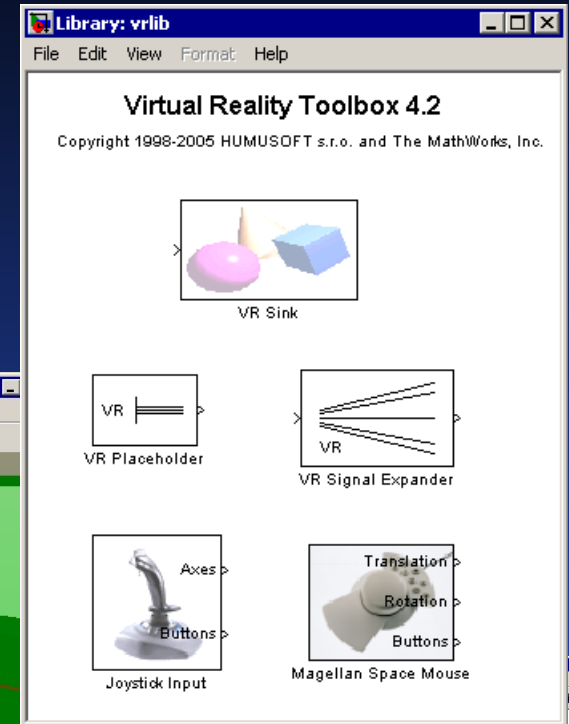 Library: vrlib
File Edit View Format Help
Virtual Reality Toolbox 4.2
Copyright 1998-2005 HUMUSOFT s.r.o. and The MathWorks, Inc.
VR Sink
VR
VR Placeholder
VR
VR Signal Expander
Axes
Buttons
Joystick Input
Translation
Rotation
Buttons
Magellan Space Mouse